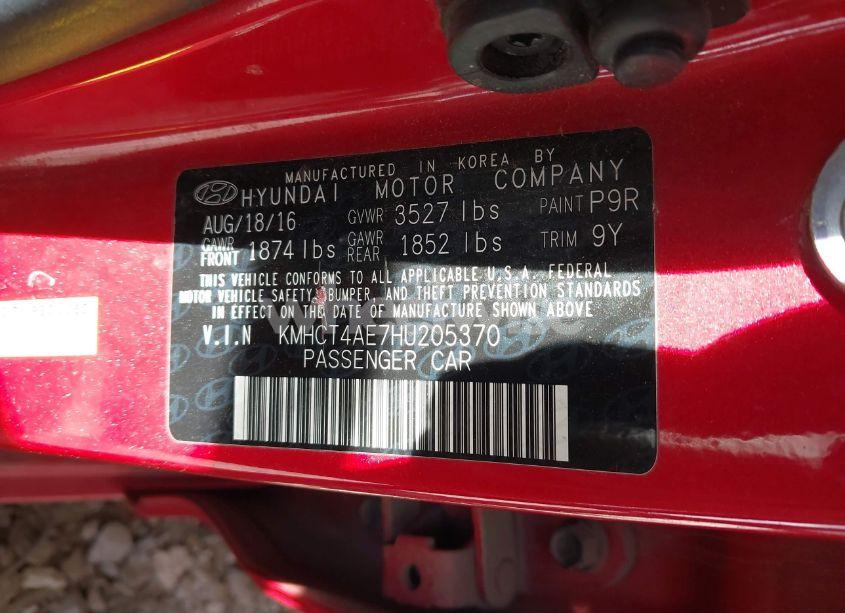 MANUFACTURED IN KOREA BY
HYUNDAI MOTOR COMPANY
AUG/18/16 GVWR 3527 lbs PAINT P9R
GAWR FRONT 1874 lbs GAWR REAR 1852 lbs TRIM 9Y
THIS VEHICLE CONFORMS TO ALL APPLICABLE U.S.A. FEDERAL
MOTOR VEHICLE SAFETY, BUMPER, AND THEFT PREVENTION STANDARDS
IN EFFECT ON THE DATE OF MANUFACTURE SHOWN ABOVE
V.I.N KMHCT4AE7HU205370
PASSENGER CAR